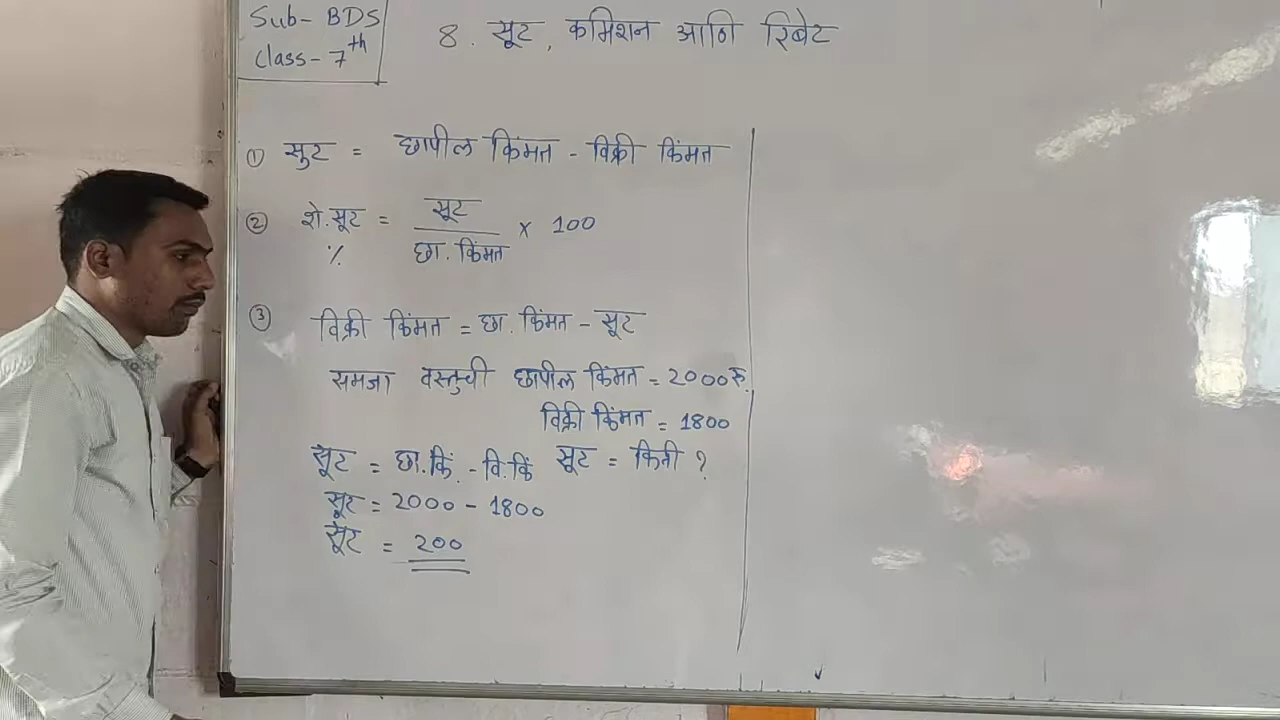 Sub- BDS
Class- 7th
8. सूट, कमिशन आणि रिबेट
① सुट = छापील किंमत - विक्री किंमत
② शे.सूट % = सूट / छा. किंमत × 100
③ विक्री किंमत = छा. किंमत - सूट
समजा वस्तुची छापील किंमत = 2000रु.
विक्री किंमत = 1800
सूट = छा.किं. - वि.किं सूट = किती ?
सूट = 2000 - 1800
सूट = 200